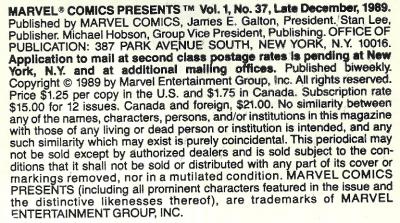 MARVEL® COMICS PRESENTS™ Vol. 1, No. 37, Late December, 1989.
Published by MARVEL COMICS, James E. Galton, President. Stan Lee,
Publisher. Michael Hobson, Group Vice President, Publishing. OFFICE OF
PUBLICATION: 387 PARK AVENUE SOUTH, NEW YORK, N.Y. 10016.
Application to mail at second class postage rates is pending at New
York, N.Y. and at additional mailing offices. Published biweekly.
Copyright © 1989 by Marvel Entertainment Group, Inc. All rights reserved.
Price $1.25 per copy in the U.S. and $1.75 in Canada. Subscription rate
$15.00 for 12 issues. Canada and foreign, $21.00. No similarity between
any of the names, characters, persons, and/or institutions in this magazine
with those of any living or dead person or institution is intended, and any
such similarity which may exist is purely coincidental. This periodical may
not be sold except by authorized dealers and is sold subject to the con-
ditions that it shall not be sold or distributed with any part of its cover or
markings removed, nor in a mutilated condition. MARVEL COMICS
PRESENTS (including all prominent characters featured in the issue and
the distinctive likenesses thereof), are trademarks of MARVEL
ENTERTAINMENT GROUP, INC.